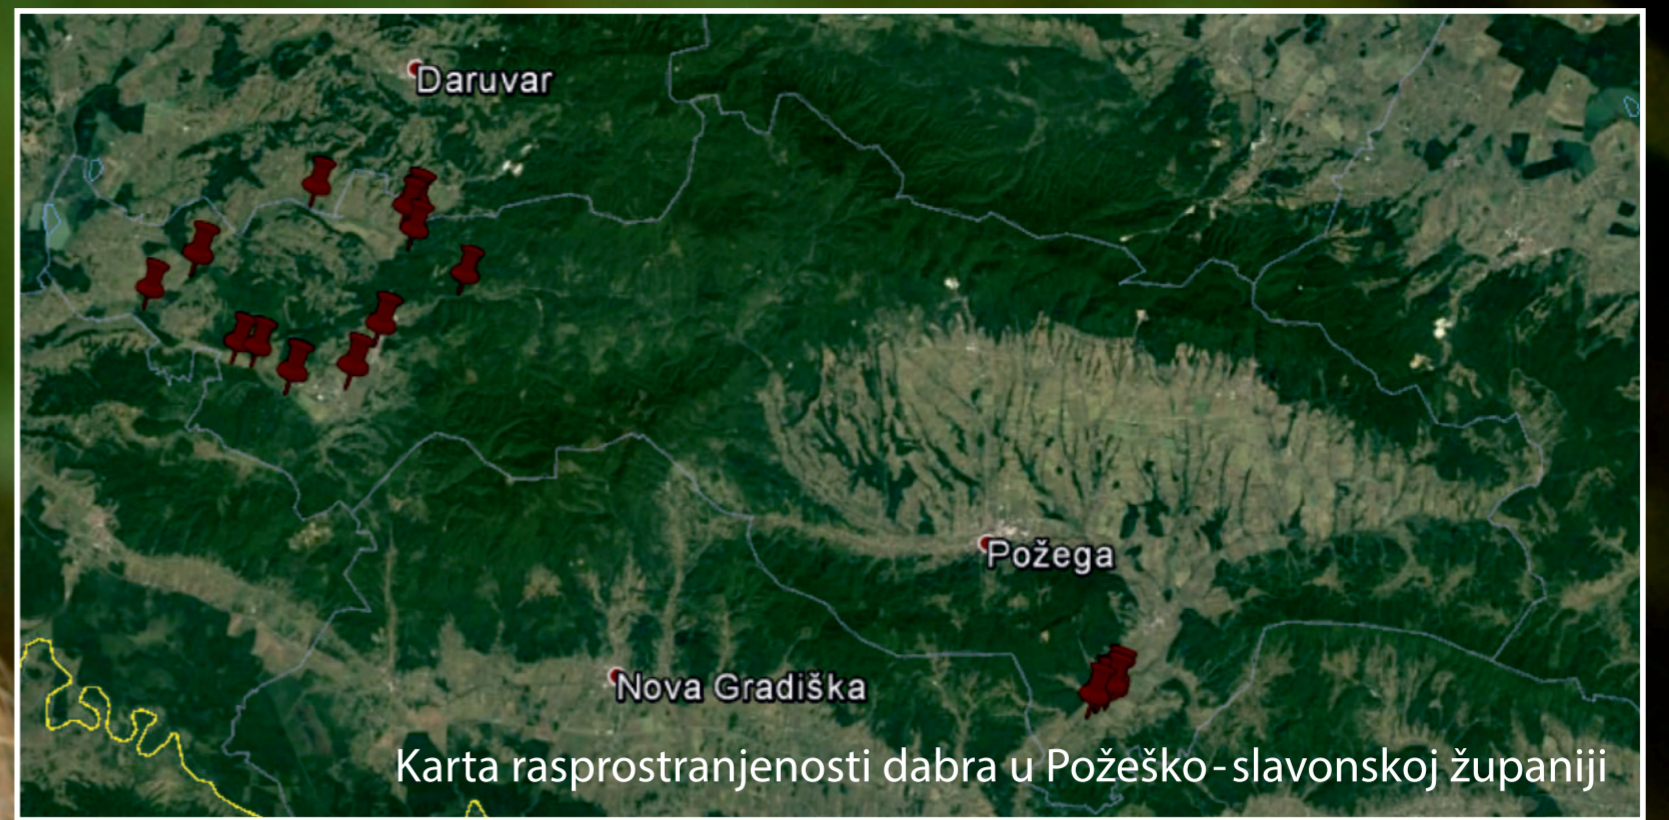 Daruvar
Požega
Nova Gradiška
Karta rasprostranjenosti dabra u Požeško-slavonskoj županiji